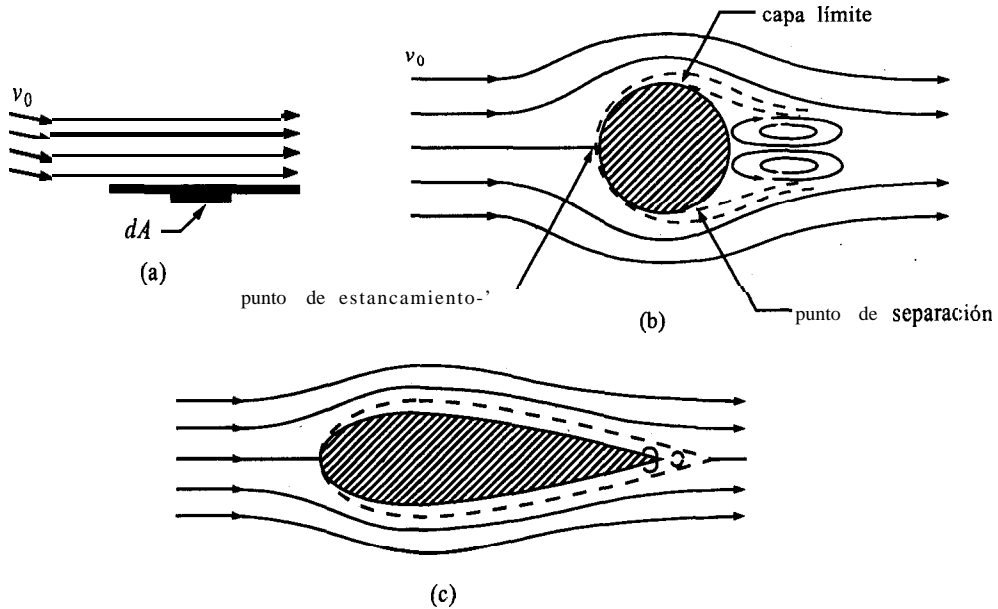 capa límite
v₀
v₀
dA
(a)
punto de estancamiento-’
(b)
punto de separación
(c)